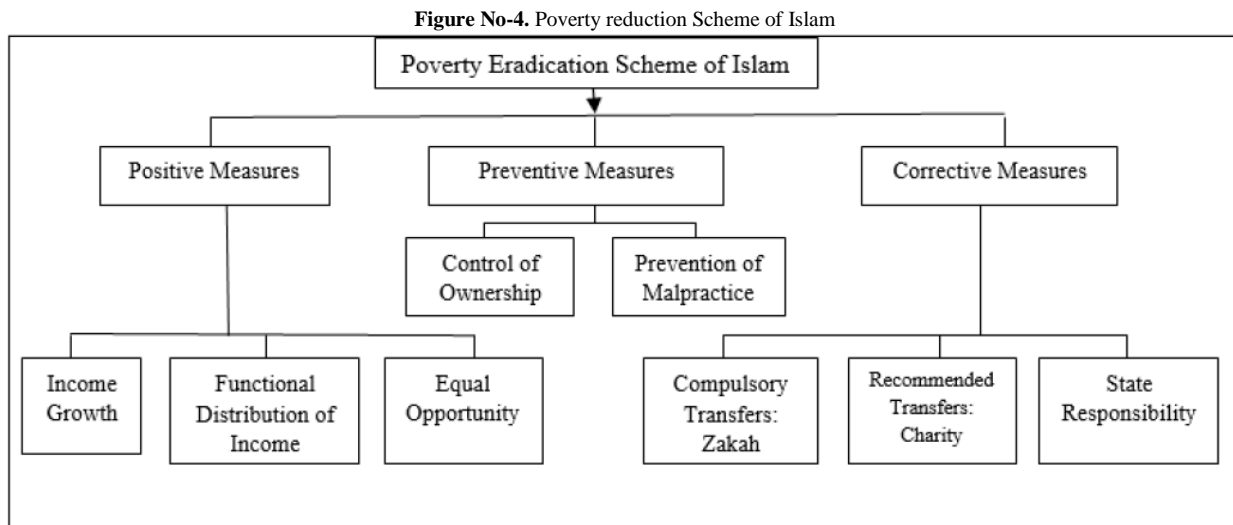 Figure No-4. Poverty reduction Scheme of Islam
Poverty Eradication Scheme of Islam
Positive Measures
Preventive Measures
Corrective Measures
Control of
Ownership
Prevention of
Malpractice
Income
Growth
Functional
Distribution of
Income
Equal
Opportunity
Compulsory
Transfers:
Zakah
Recommended
Transfers:
Charity
State
Responsibility